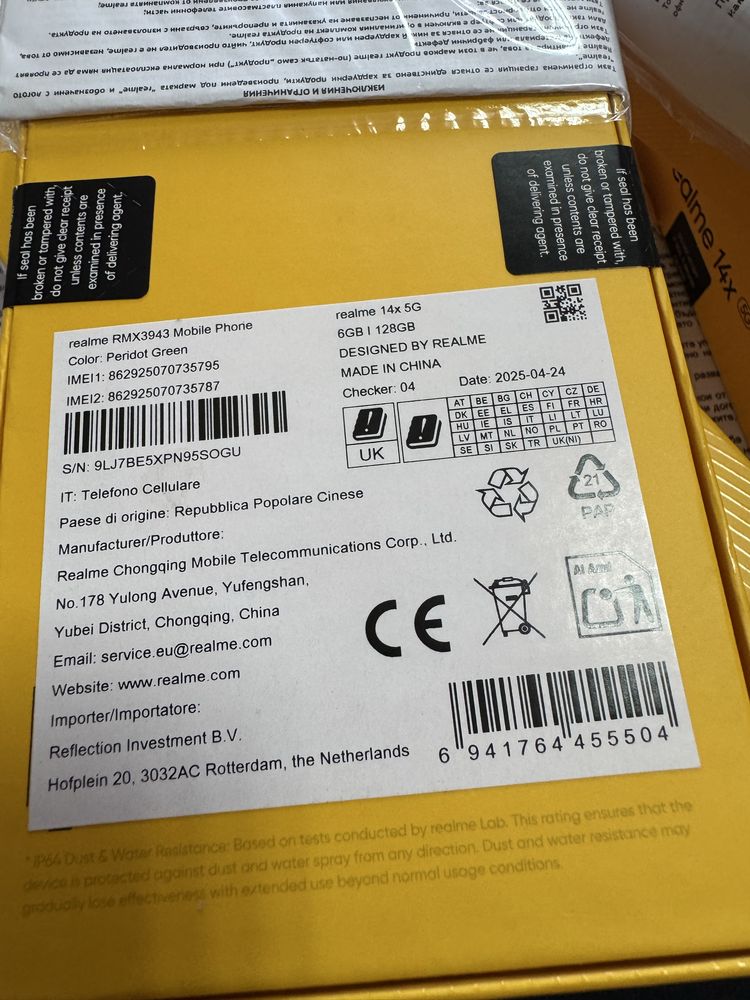 ИЗКЛЮЧЕНИЯ И ОГРАНИЧЕНИЯ
If seal has been
broken or tampered with,
do not give clear receipt
unless contents are
examined in presence
of delivering agent.
If seal has been
broken or tampered with,
do not give clear receipt
unless contents are
examined in presence
of delivering agent.
realme 14x 5G
realme RMX3943 Mobile Phone
Color: Peridot Green
IMEI1: 862925070735795
IMEI2: 862925070735787
S/N: 9LJ7BE5XPN95SOGU
realme 14x 5G
6GB | 128GB
DESIGNED BY REALME
MADE IN CHINA
Checker: 04 Date: 2025-04-24
UK
AT BE BG CH CY CZ DE
DK EE EL ES FI FR HR
HU IE IS IT LI LT LU
LV MT NL NO PL PT RO
SE SI SK TR UK(NI)
IT: Telefono Cellulare
Paese di origine: Repubblica Popolare Cinese
Manufacturer/Produttore:
Realme Chongqing Mobile Telecommunications Corp., Ltd.
No.178 Yulong Avenue, Yufengshan,
Yubei District, Chongqing, China
Email: service.eu@realme.com
Website: www.realme.com
Importer/Importatore:
Reflection Investment B.V.
Hofplein 20, 3032AC Rotterdam, the Netherlands
21
PAP
CE
6 941764 455504
* IP64 Dust & Water Resistance: Based on tests conducted by realme Lab. This rating ensures that the
device is protected against dust and water spray from any direction. Dust and water resistance may
gradually lose effectiveness with extended use beyond normal usage conditions.